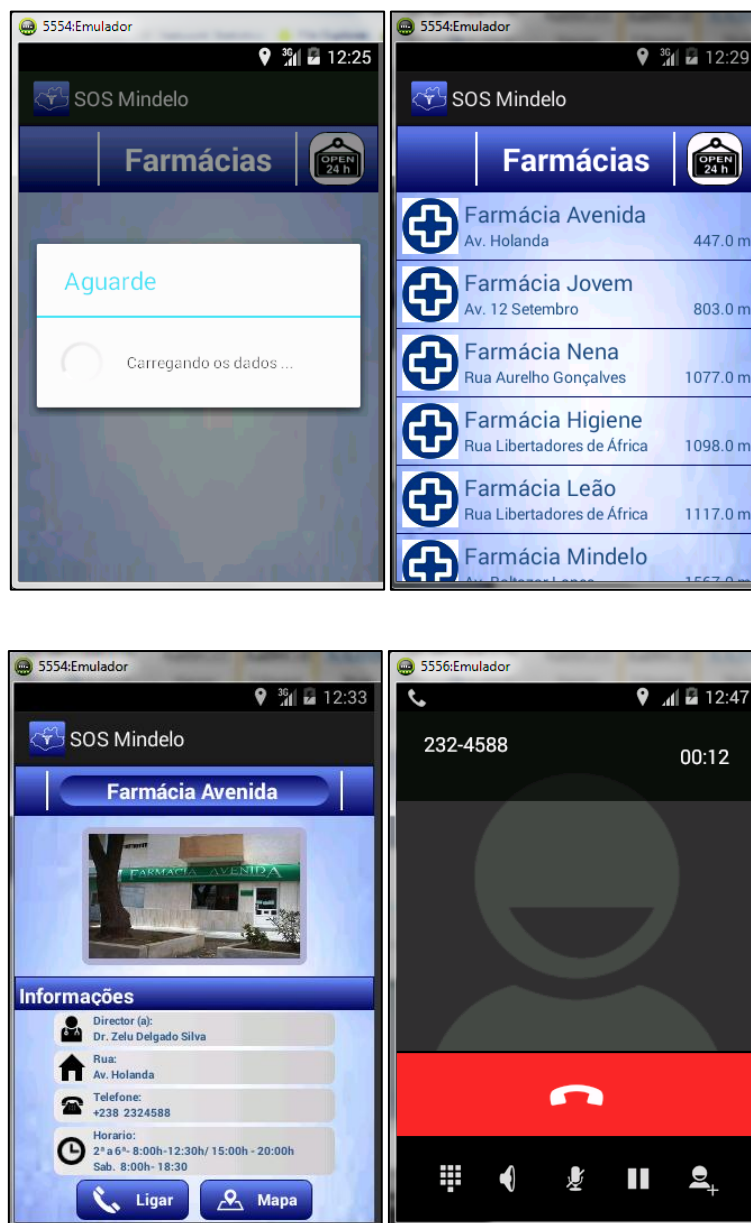 5554:Emulador
3G 12:25
SOS Mindelo
Farmácias
OPEN
24 h
Aguarde
Carregando os dados ...
5554:Emulador
3G 12:29
SOS Mindelo
Farmácias
OPEN
24 h
Farmácia Avenida
Av. Holanda 447.0 m
Farmácia Jovem
Av. 12 Setembro 803.0 m
Farmácia Nena
Rua Aurelho Gonçalves 1077.0 m
Farmácia Higiene
Rua Libertadores de África 1098.0 m
Farmácia Leão
Rua Libertadores de África 1117.0 m
Farmácia Mindelo
5554:Emulador
3G 12:33
SOS Mindelo
Farmácia Avenida
FARMACIA AVENIDA
Informações
Director (a):
Dr. Zelu Delgado Silva
Rua:
Av. Holanda
Telefone:
+238 2324588
Horario:
2ª a 6ª- 8:00h-12:30h/ 15:00h - 20:00h
Sab. 8:00h- 18:30
Ligar Mapa
5556:Emulador
12:47
232-4588
00:12